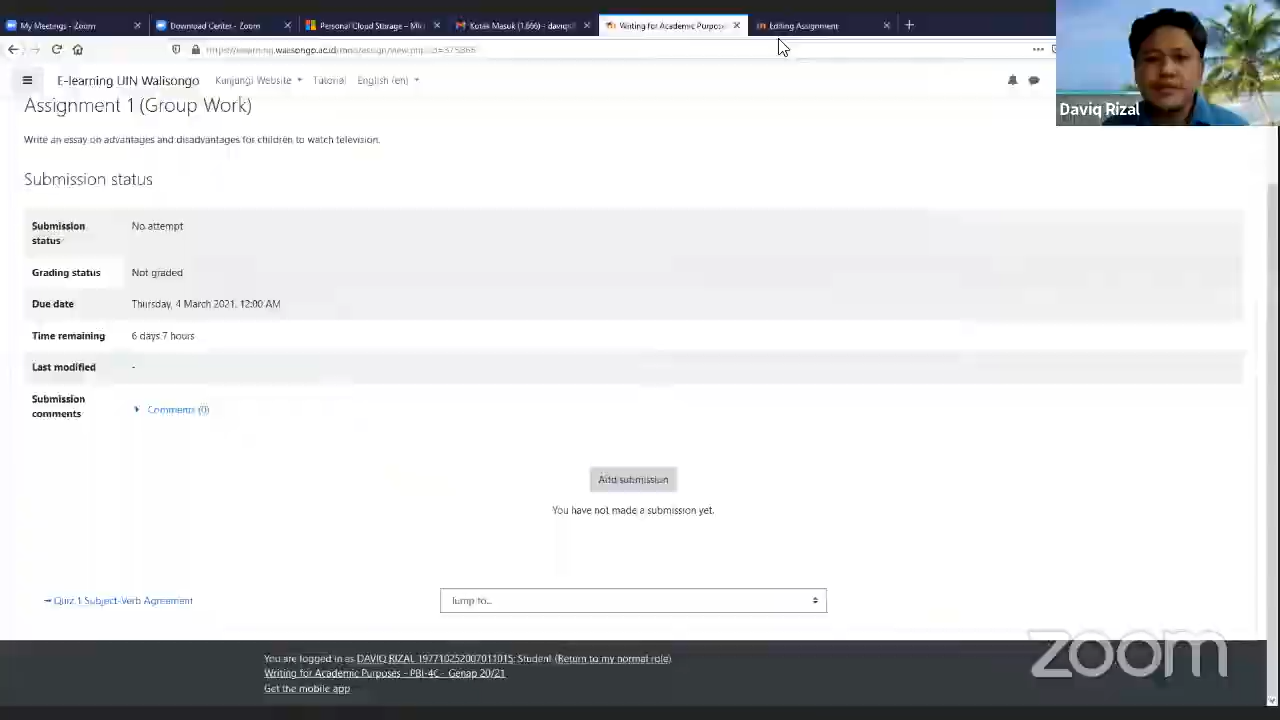 My Meetings - Zoom
Download Center - Zoom
Personal Cloud Storage – Mic
Kotak Masuk (1.666) - daviq
Writing for Academic Purpose
Editing Assignment
E-learning UIN Walisongo
Kunjungi Website
Tutorial
English (en)
Daviq Rizal
Assignment 1 (Group Work)
Write an essay on advantages and disadvantages for children to watch television.
Submission status
Submission status
No attempt
Grading status
Not graded
Due date
Thursday, 4 March 2021, 12:00 AM
Time remaining
6 days 7 hours
Last modified
-
Submission comments
Comments (0)
Add submission
You have not made a submission yet.
Quiz 1 Subject-Verb Agreement
Jump to...
zoom
You are logged in as DAVIQ RIZAL 197710252007011015: Student (Return to my normal role)
Writing for Academic Purposes - PBI-4C - Genap 20/21
Get the mobile app